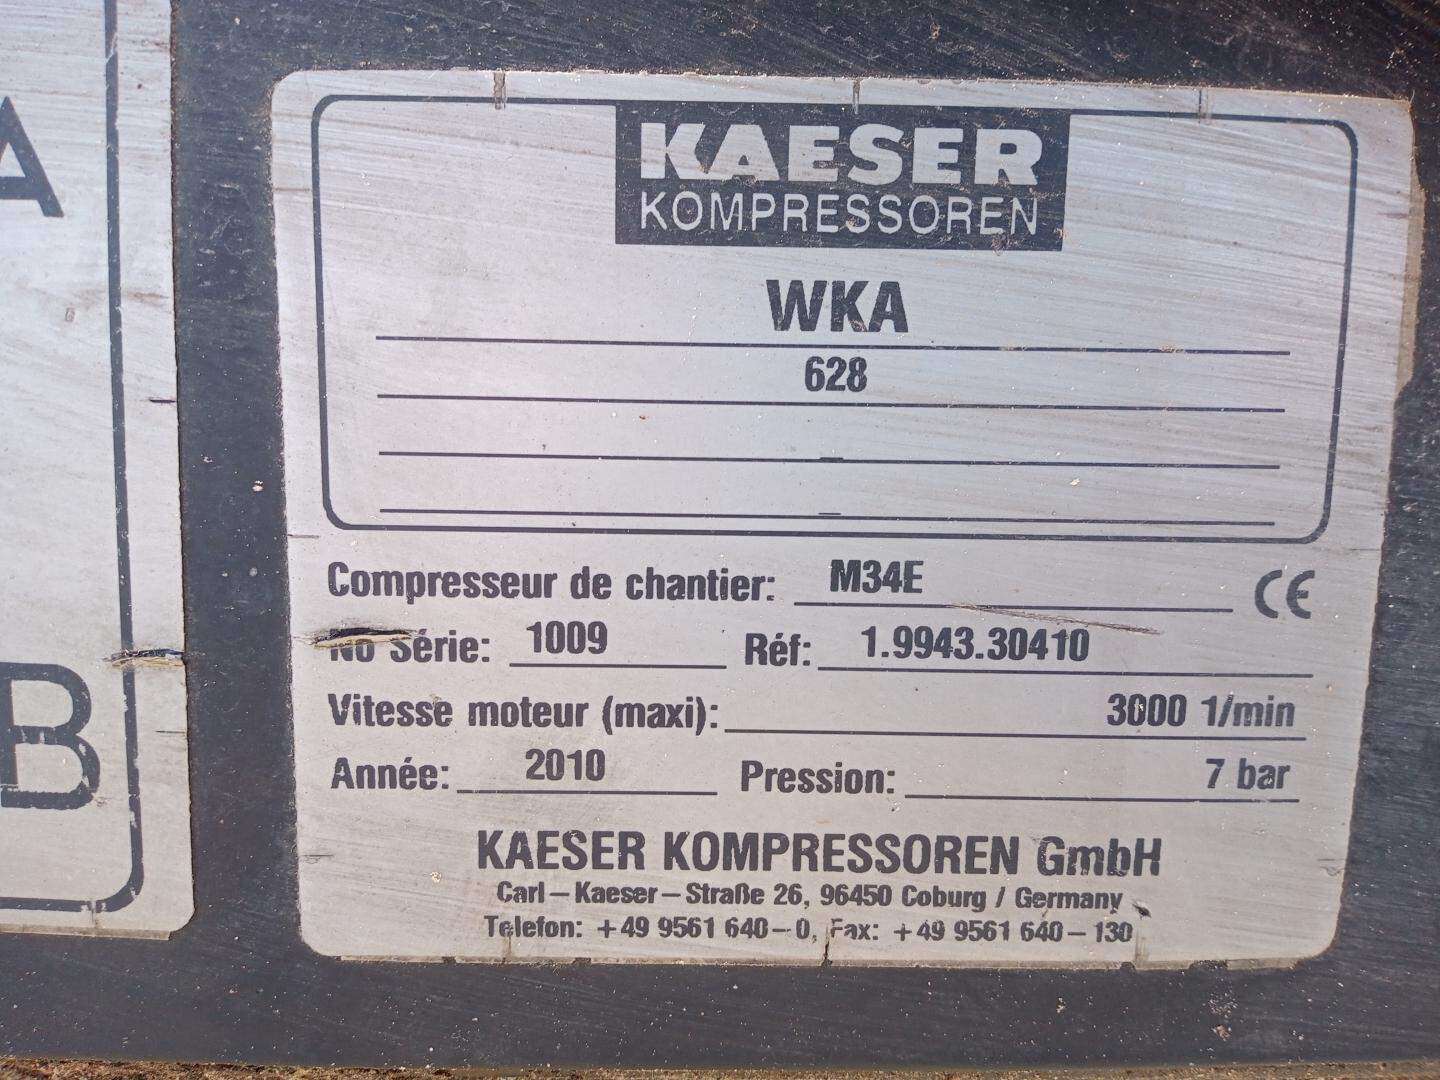 A
B
KAESER
KOMPRESSOREN
WKA
628
-
-
Compresseur de chantier: M34E CE
No Série: 1009 Réf: 1.9943.30410
Vitesse moteur (maxi): 3000 1/min
Année: 2010 Pression: 7 bar
KAESER KOMPRESSOREN GmbH
Carl-Kaeser-Straße 26, 96450 Coburg / Germany
Telefon: +49 9561 640-0, Fax: +49 9561 640-130